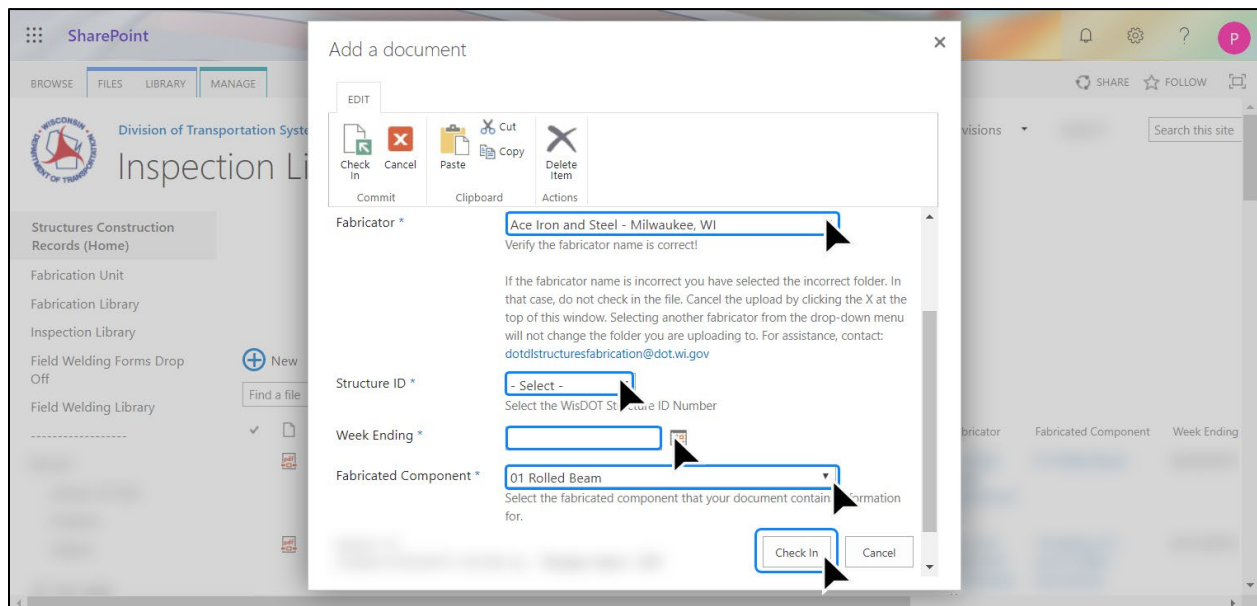 SharePoint
P
BROWSE FILES LIBRARY MANAGE
SHARE FOLLOW
WISCONSIN
DEPARTMENT OF TRANSPORTATION
Division of Transportation Syste
Inspection Li
visions
Search this site
Structures Construction
Records (Home)
Fabrication Unit
Fabrication Library
Inspection Library
Field Welding Forms Drop
Off
Field Welding Library
------------------
New
Find a file
Add a document
EDIT
Check
In
Cancel
Paste
Cut
Copy
Delete
Item
Commit Clipboard Actions
Fabricator *
Ace Iron and Steel - Milwaukee, WI
Verify the fabricator name is correct!
If the fabricator name is incorrect you have selected the incorrect folder. In
that case, do not check in the file. Cancel the upload by clicking the X at the
top of this window. Selecting another fabricator from the drop-down menu
will not change the folder you are uploading to. For assistance, contact:
dotdlstructuresfabrication@dot.wi.gov
Structure ID *
- Select -
Select the WisDOT Structure ID Number
Week Ending *
Fabricated Component *
01 Rolled Beam
Select the fabricated component that your document contain formation
for.
Check In Cancel
bricator Fabricated Component Week Ending